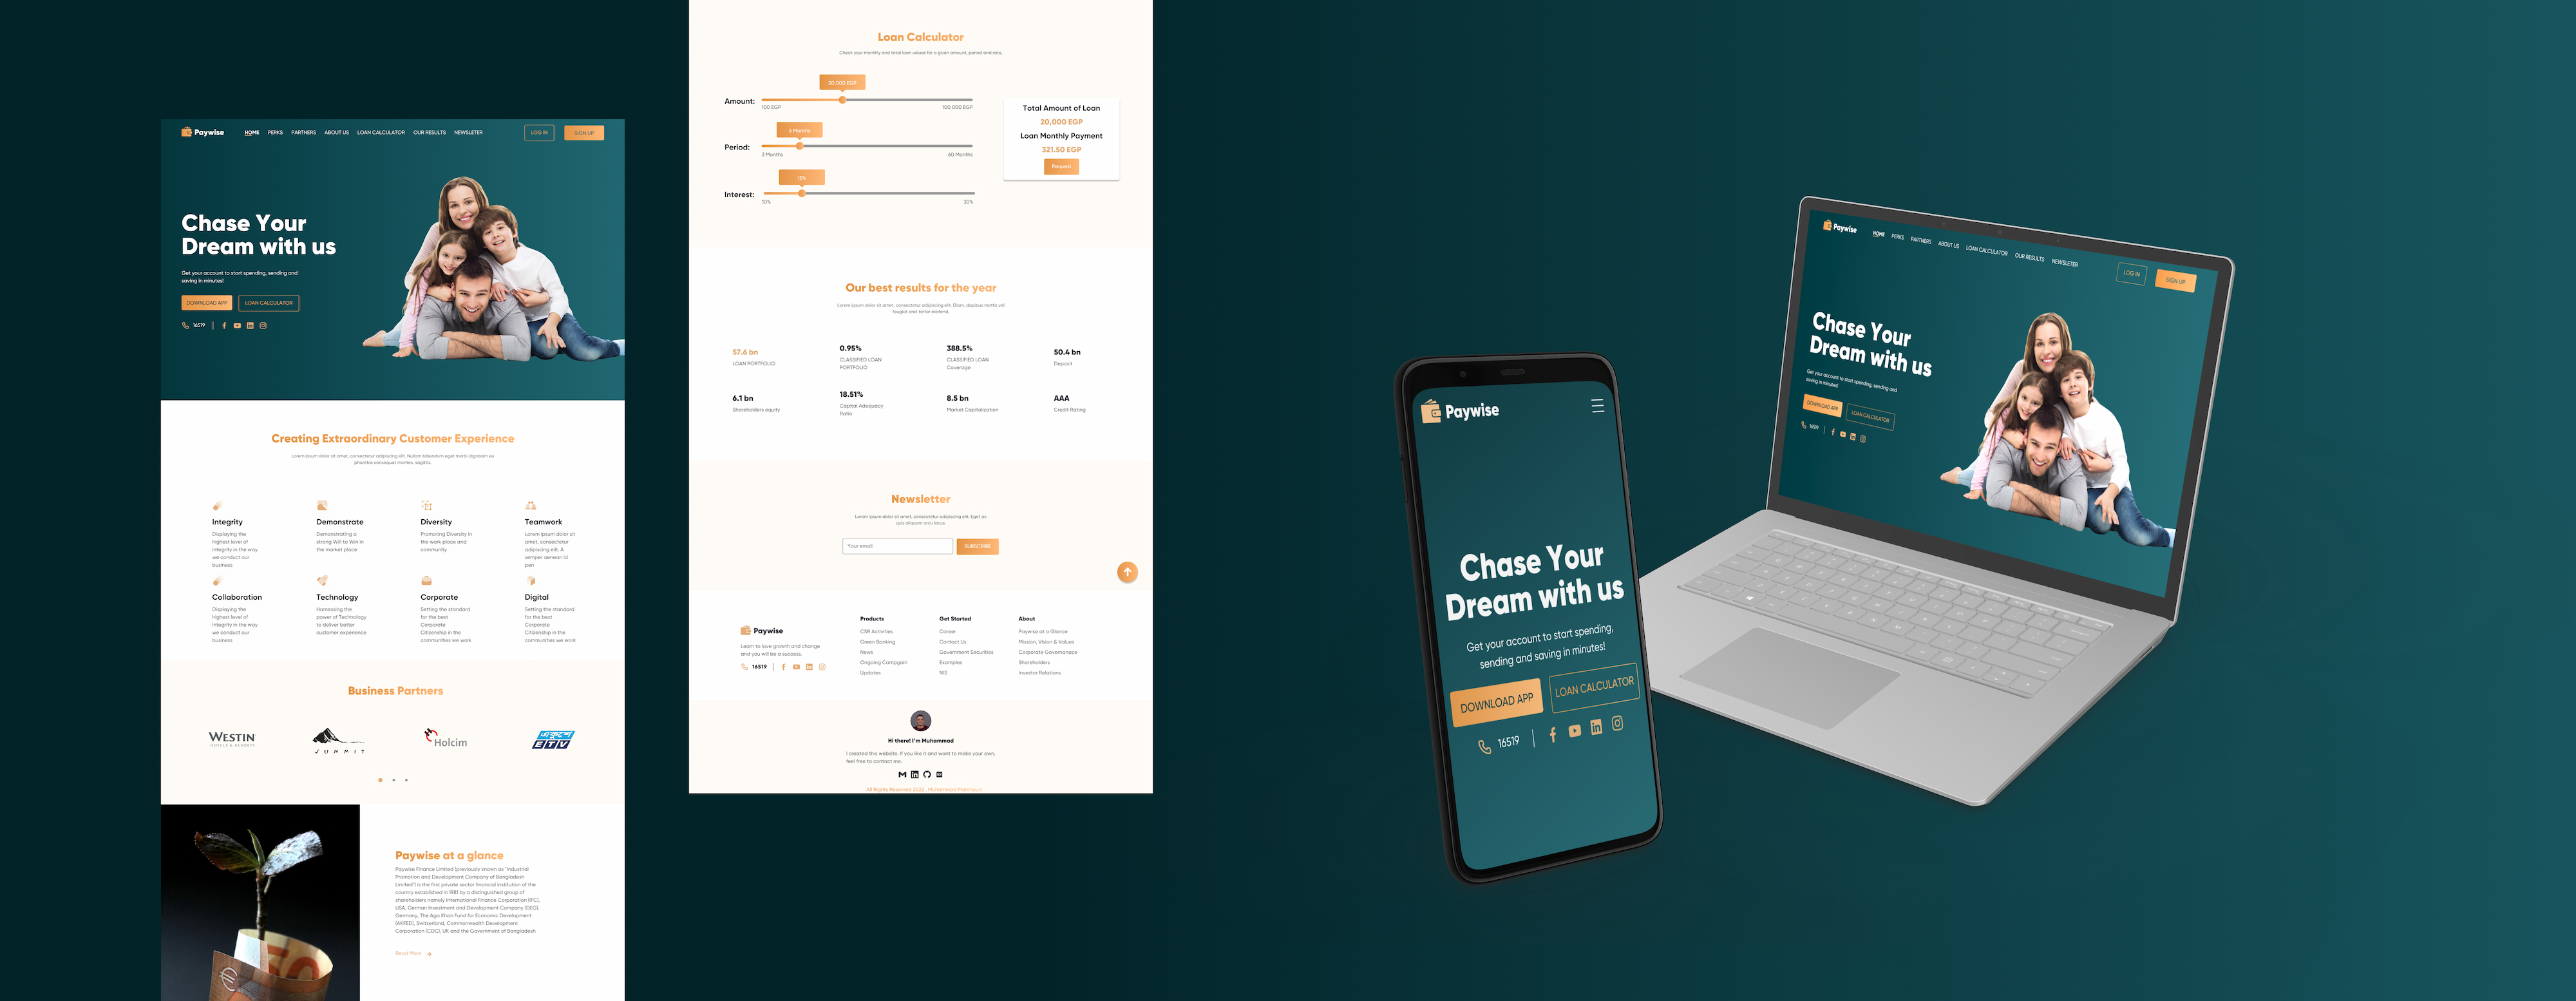 Paywise
HOME PERKS PARTNERS ABOUT US LOAN CALCULATOR OUR RESULTS NEWSLETER
LOG IN SIGN UP
Chase Your
Dream with us
Get your account to start spending, sending and
saving in minutes!
DOWNLOAD APP LOAN CALCULATOR
16519
Creating Extraordinary Customer Experience
Lorem ipsum dolor sit amet, consectetur adipiscing elit. Nullam bibendum eget morbi dignissim eu
pharetra consequat montes, sagittis.
Integrity
Displaying the
highest level of
Integrity in the way
we conduct our
business
Demonstrate
Demonstrating a
strong Will to Win in
the market place
Diversity
Promoting Diversity in
the work place and
community
Teamwork
Lorem ipsum dolor sit
amet, consectetur
adipiscing elit. A
semper aenean id
pen
Collaboration
Displaying the
highest level of
Integrity in the way
we conduct our
business
Technology
Harnessing the
power of Technology
to deliver better
customer experience
Corporate
Setting the standard
for the best
Corporate
Citizenship in the
communities we work
Digital
Setting the standard
for the best
Corporate
Citizenship in the
communities we work
Business Partners
WESTIN
HOTELS & RESORTS
Holcim
ETV
Paywise at a glance
Paywise Finance Limited (previously known as "Industrial
Promotion and Development Company of Bangladesh
Limited") is the first private sector financial institution of the
country established in 1981 by a distinguished group of
shareholders namely International Finance Corporation (IFC),
USA, German Investment and Development Company (DEG),
Germany, The Aga Khan Fund for Economic Development
(AKFED), Switzerland, Commonwealth Development
Corporation (CDC), UK and the Government of Bangladesh
Read More
Loan Calculator
Check your monthly and total loan values for a given amount, period and rate.
20 000 EGP
Amount:
100 EGP 100 000 EGP
6 Months
Period:
3 Months 60 Months
15%
Interest:
10% 30%
Total Amount of Loan
20,000 EGP
Loan Monthly Payment
321.50 EGP
Request
Our best results for the year
Lorem ipsum dolor sit amet, consectetur adipiscing elit. Diam, dapibus mattis vel
feugiat erat tortor eleifend.
57.6 bn
LOAN PORTFOLIO
0.95%
CLASSIFIED LOAN
PORTFOLIO
388.5%
CLASSIFIED LOAN
Coverage
50.4 bn
Deposit
6.1 bn
Shareholders equity
18.51%
Capital Adequacy
Ratio
8.5 bn
Market Capitalization
AAA
Credit Rating
Newsletter
Lorem ipsum dolor sit amet, consectetur adipiscing elit. Eget ac
qua aliquam arcu lacus.
Your email SUBSCRIBE
Paywise
Learn to love growth and change
and you will be a success.
16519
Products
CSR Activities
Green Banking
News
Ongoing Campgain
Updates
Get Started
Career
Contact Us
Government Securities
Examples
NIS
About
Paywise at a Glance
Mission, Vision & Values
Corporate Governanace
Shareholders
Investor Relations
Hi there! I'm Muhammad
I created this website. If you like it and want to make your own,
feel free to contact me.
All Rights Reserved 2022 . Muhammad Mahmoud
Paywise
Chase Your
Dream with us
Get your account to start spending,
sending and saving in minutes!
DOWNLOAD APP LOAN CALCULATOR
16519
Paywise
HOME PERKS PARTNERS ABOUT US LOAN CALCULATOR OUR RESULTS NEWSLETER
LOG IN SIGN UP
Chase Your
Dream with us
Get your account to start spending, sending and
saving in minutes!
DOWNLOAD APP LOAN CALCULATOR
16519